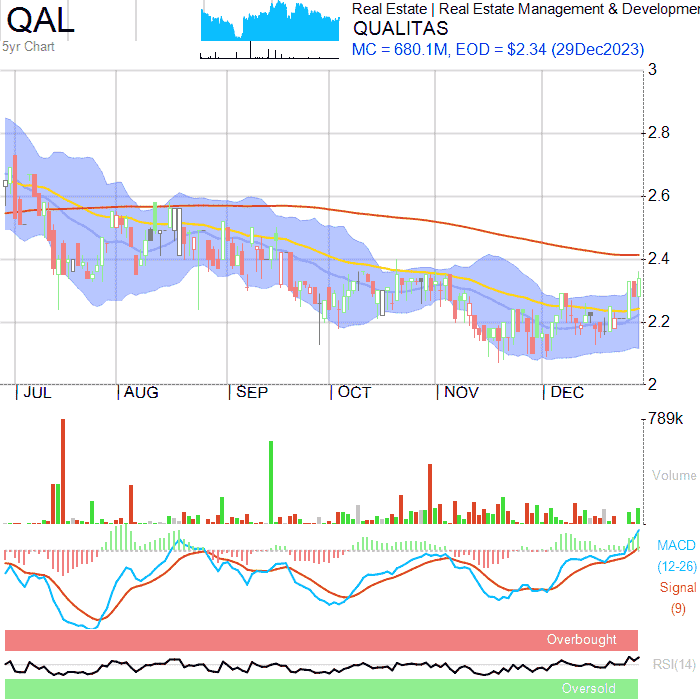 QAL
5yr Chart
Real Estate | Real Estate Management & Developmen
QUALITAS
MC = 680.1M, EOD = $2.34 (29Dec2023)
3
2.8
2.6
2.4
2.2
2
JUL AUG SEP OCT NOV DEC
789k
Volume
MACD
(12-26)
Signal
(9)
Overbought
RSI(14)
Oversold